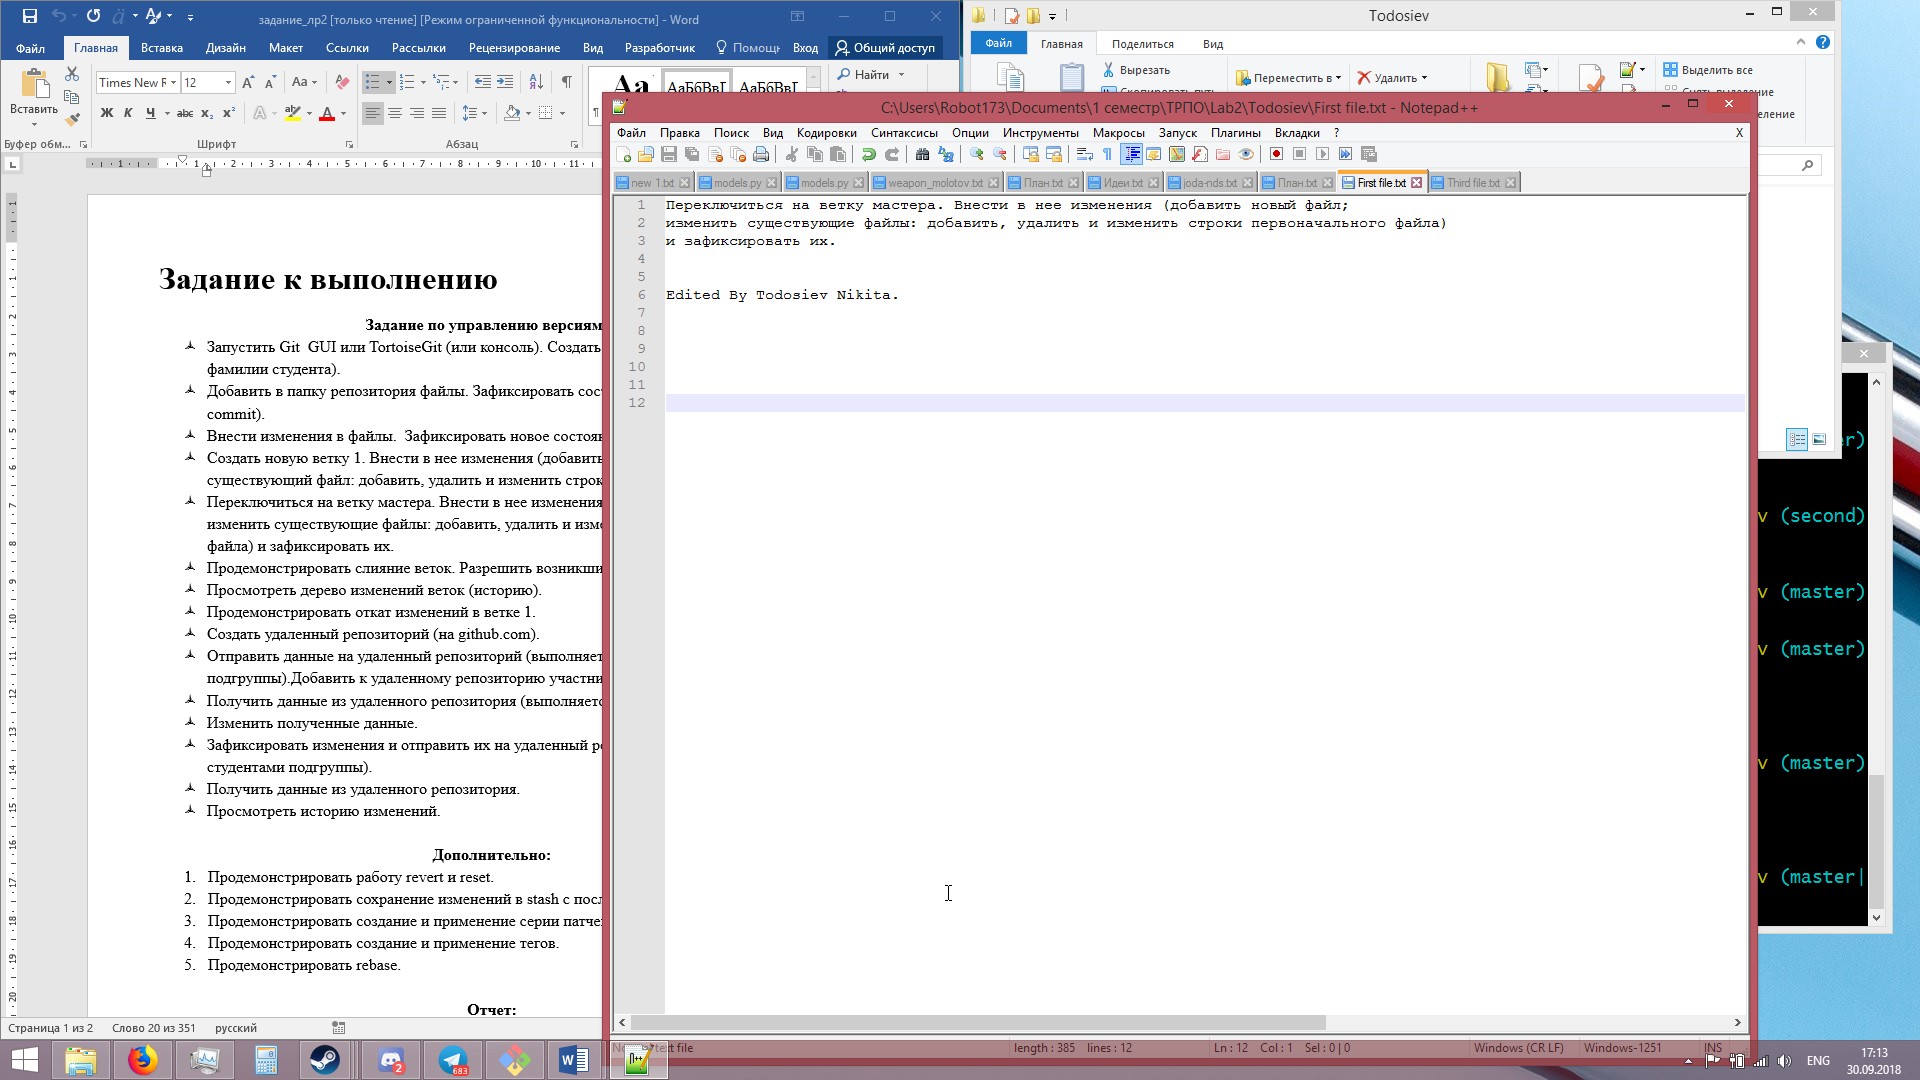 задание_лр2 [только чтение] [Режим ограниченной функциональности] - Word
Файл Главная Вставка Дизайн Макет Ссылки Рассылки Рецензирование Вид Разработчик Вход Общий доступ
Вставить
Times New R 12
Найти
Буфер обм... Шрифт Абзац
Задание к выполнению
Задание по управлению версиям
Запустить Git GUI или TortoiseGit (или консоль). Создать
фамилии студента).
Добавить в папку репозитория файлы. Зафиксировать
commit).
Внести изменения в файлы. Зафиксировать новое
Создать новую ветку 1. Внести в нее изменения (добавить
существующий файл: добавить, удалить и изменить
Переключиться на ветку мастера. Внести в нее изменения
изменить существующие файлы: добавить, удалить и
файла) и зафиксировать их.
Продемонстрировать слияние веток. Разрешить
Просмотреть дерево изменений веток (историю).
Продемонстрировать откат изменений в ветке 1.
Создать удаленный репозиторий (на github.com).
Отправить данные на удаленный репозиторий
подгруппы).Добавить к удаленному репозиторию
Получить данные из удаленного репозитория
Изменить полученные данные.
Зафиксировать изменения и отправить их на удаленный
студентами подгруппы).
Получить данные из удаленного репозитория.
Просмотреть историю изменений.
Дополнительно:
1. Продемонстрировать работу revert и reset.
2. Продемонстрировать сохранение изменений в stash с
3. Продемонстрировать создание и применение серии
4. Продемонстрировать создание и применение тегов.
5. Продемонстрировать rebase.
Отчет:
Страница 1 из 2 Слово 20 из 351 русский
Todosiev
Файл Главная Поделиться Вид
Вырезать
Переместить в
Удалить
Выделить все
C:\Users\Robot173\Documents\1 семестр\ТРПО\Lab2\Todosiev\First file.txt - Notepad++
Файл Правка Поиск Вид Кодировки Синтаксисы Опции Инструменты Макросы Запуск Плагины Вкладки ? X
new 1.txt models.py models.py weapon_molotov.txt План.txt Идеи.txt joda-nds.txt План.txt First file.txt Third file.txt
1 Переключиться на ветку мастера. Внести в нее изменения (добавить новый файл;
2 изменить существующие файлы: добавить, удалить и изменить строки первоначального файла)
3 и зафиксировать их.
4
5
6 Edited By Todosiev Nikita.
7
8
9
10
11
12
length : 385 lines : 12 Ln : 12 Col : 1 Sel : 0 | 0 Windows (CR LF) Windows-1251 INS
v (second)
v (master)
v (master)
v (master)
v (master|
2
683
ENG
17:13
30.09.2018